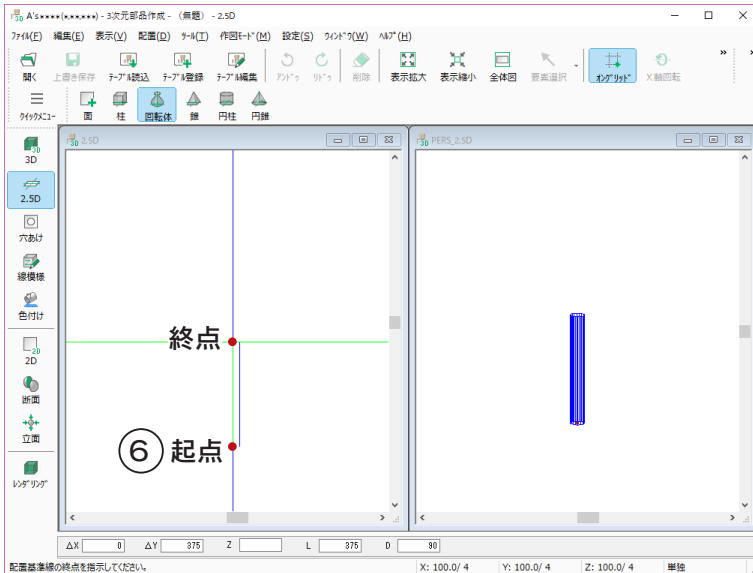 A's****(*,**,***) - 3次元部品作成 - （無題） - 2.5D
ﾌｧｲﾙ(F) 編集(E) 表示(V) 配置(D) ﾂｰﾙ(T) 作図ﾓｰﾄﾞ(M) 設定(S) ｳｨﾝﾄﾞｳ(W) ﾍﾙﾌﾟ(H)
開く 上書き保存 ﾃｰﾌﾞﾙ読込 ﾃｰﾌﾞﾙ登録 ﾃｰﾌﾞﾙ編集 ｱﾝﾄﾞｩ ﾘﾄﾞｩ 削除 表示拡大 表示縮小 全体図 要素選択 ｵﾝｸﾞﾘｯﾄﾞ X軸回転
»
ｸｲｯｸﾒﾆｭｰ 面 柱 回転体 錐 円柱 円錐
3D
2.5D
穴あけ
線模様
色付け
2D
断面
立面
ﾚﾝﾀﾞﾘﾝｸﾞ
2.5D
終点
⑥ 起点
PERS_2.5D
ΔX 0 ΔY 375 Z L 375 D 90
配置基準線の終点を指示してください。 X: 100.0/ 4 Y: 100.0/ 4 Z: 100.0/ 4 単独